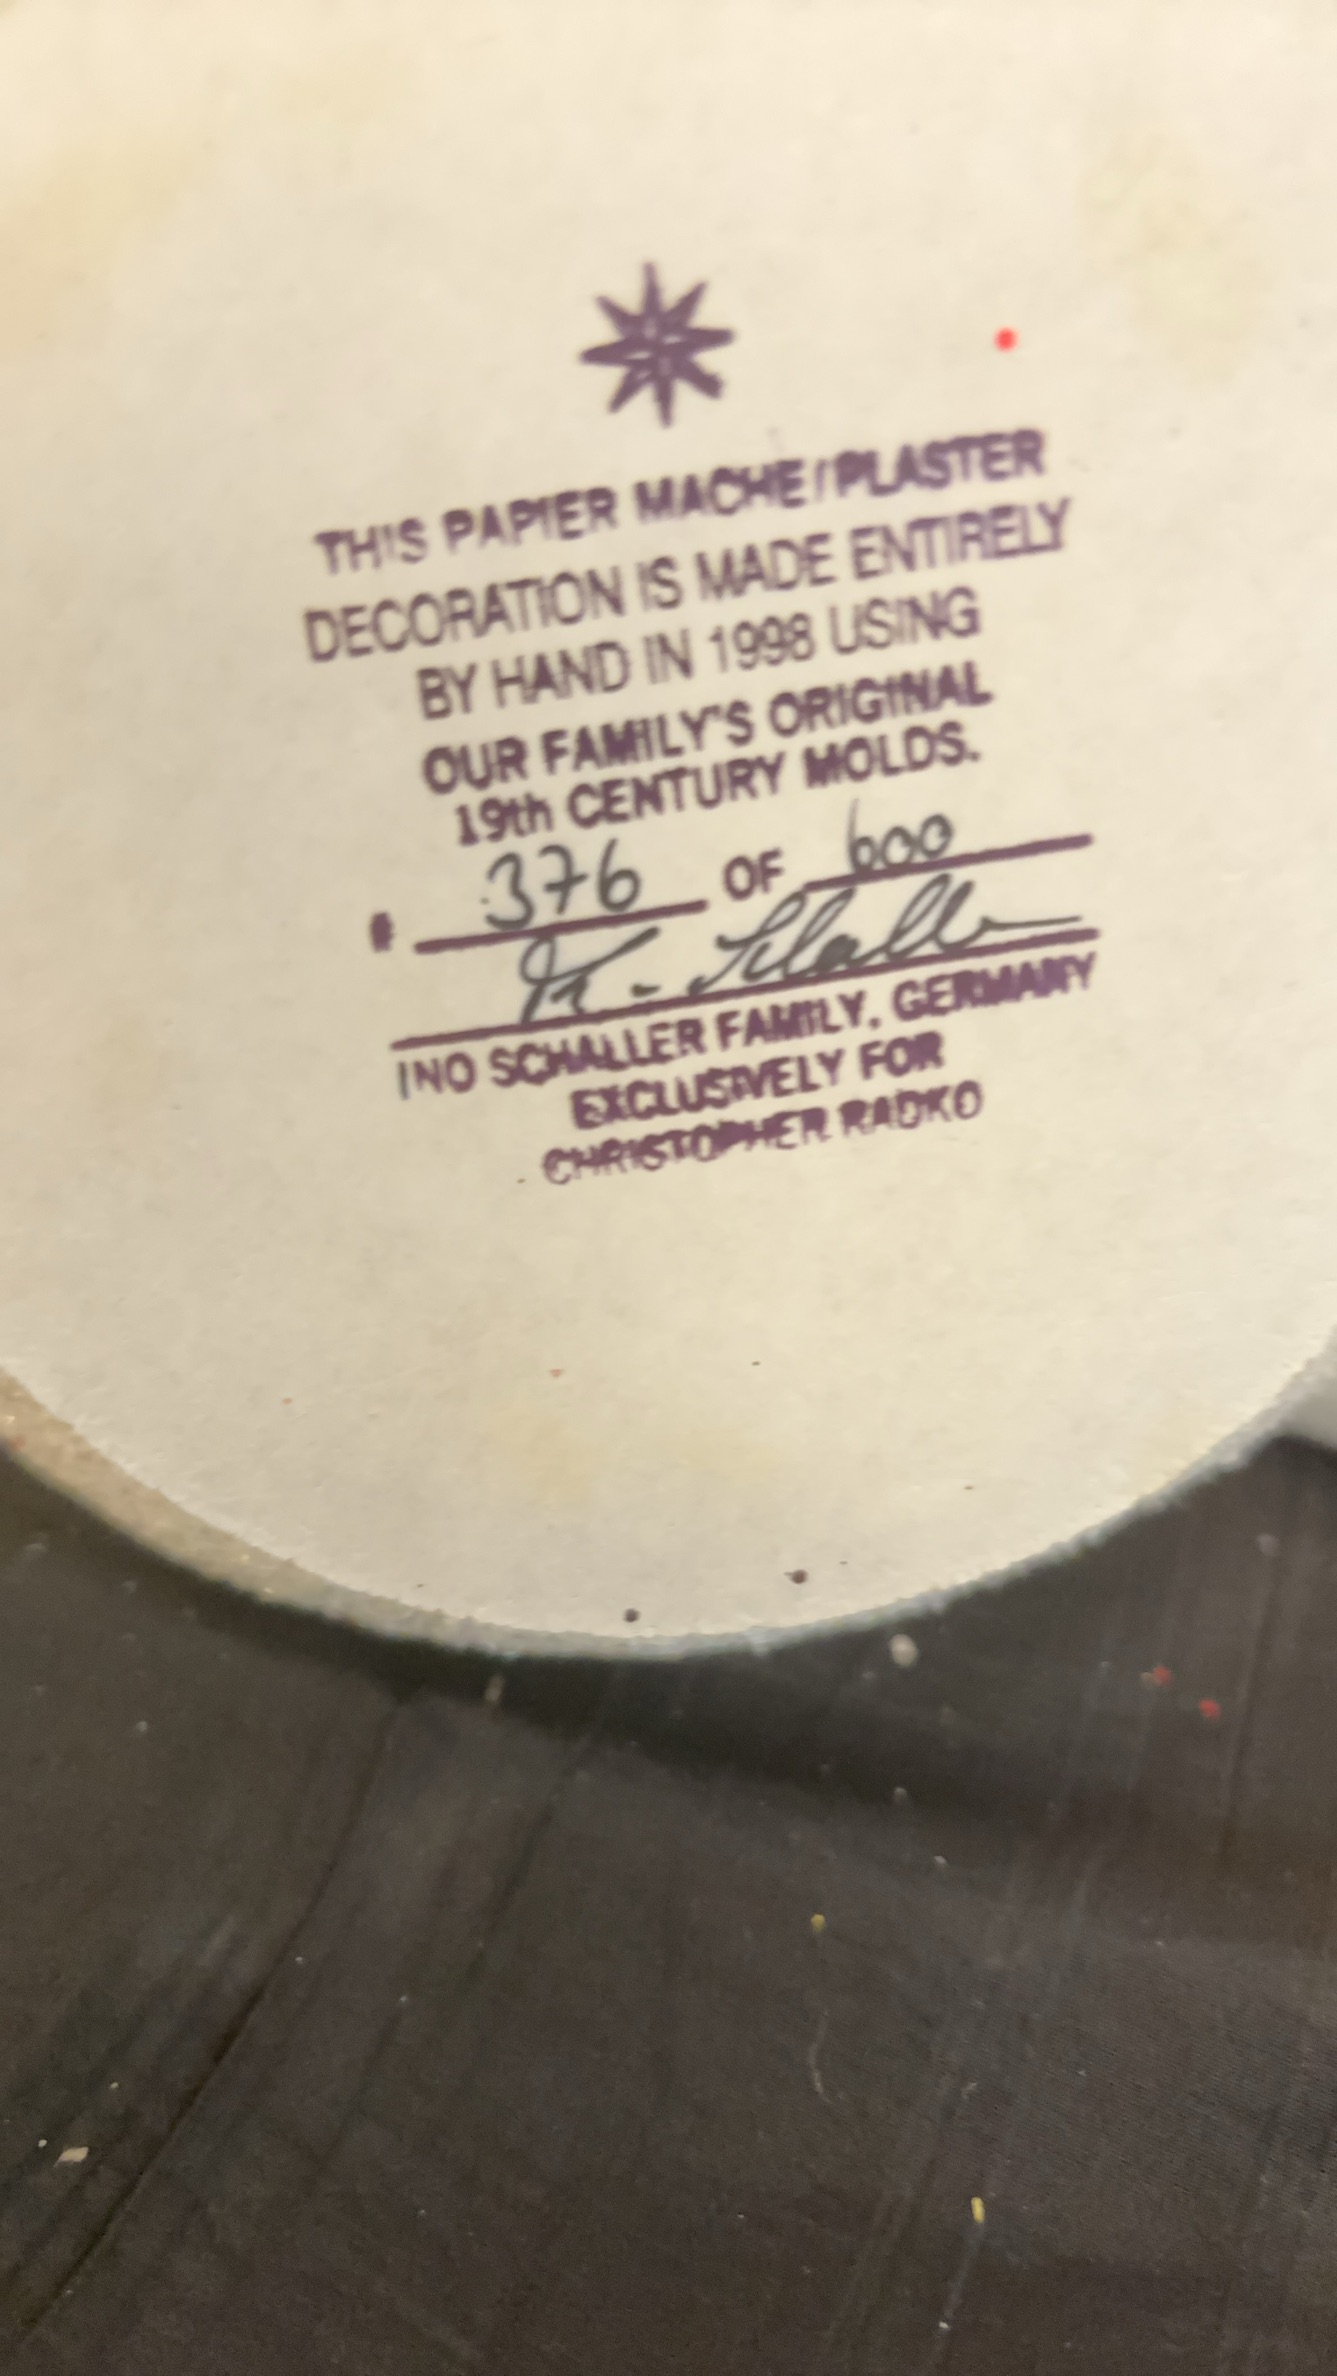 THIS PAPIER MACHE/PLASTER
DECORATION IS MADE ENTIRELY
BY HAND IN 1998 USING
OUR FAMILY'S ORIGINAL
19th CENTURY MOLDS.
# 376 OF 600
K. Schaller
INO SCHALLER FAMILY, GERMANY
EXCLUSIVELY FOR
CHRISTOPHER RADKO